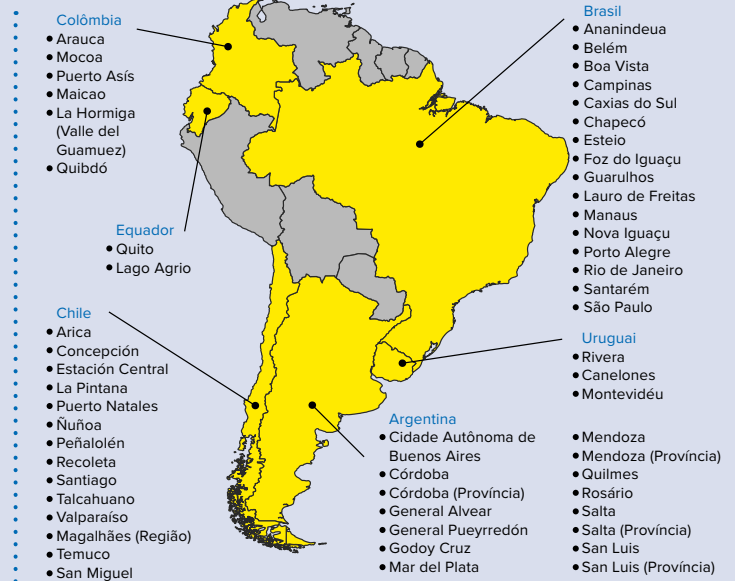 Colômbia
• Arauca
• Mocoa
• Puerto Asís
• Maicao
• La Hormiga
(Valle del
Guamuez)
• Quibdó
Equador
• Quito
• Lago Agrio
Chile
• Arica
• Concepción
• Estación Central
• La Pintana
• Puerto Natales
• Ñuñoa
• Peñalolén
• Recoleta
• Santiago
• Talcahuano
• Valparaíso
• Magalhães (Região)
• Temuco
• San Miguel
Brasil
• Ananindeua
• Belém
• Boa Vista
• Campinas
• Caxias do Sul
• Chapecó
• Esteio
• Foz do Iguaçu
• Guarulhos
• Lauro de Freitas
• Manaus
• Nova Iguaçu
• Porto Alegre
• Rio de Janeiro
• Santarém
• São Paulo
Uruguai
• Rivera
• Canelones
• Montevidéu
Argentina
• Cidade Autônoma de
Buenos Aires
• Córdoba
• Córdoba (Província)
• General Alvear
• General Pueyrredón
• Godoy Cruz
• Mar del Plata
• Mendoza
• Mendoza (Província)
• Quilmes
• Rosário
• Salta
• Salta (Província)
• San Luis
• San Luis (Província)